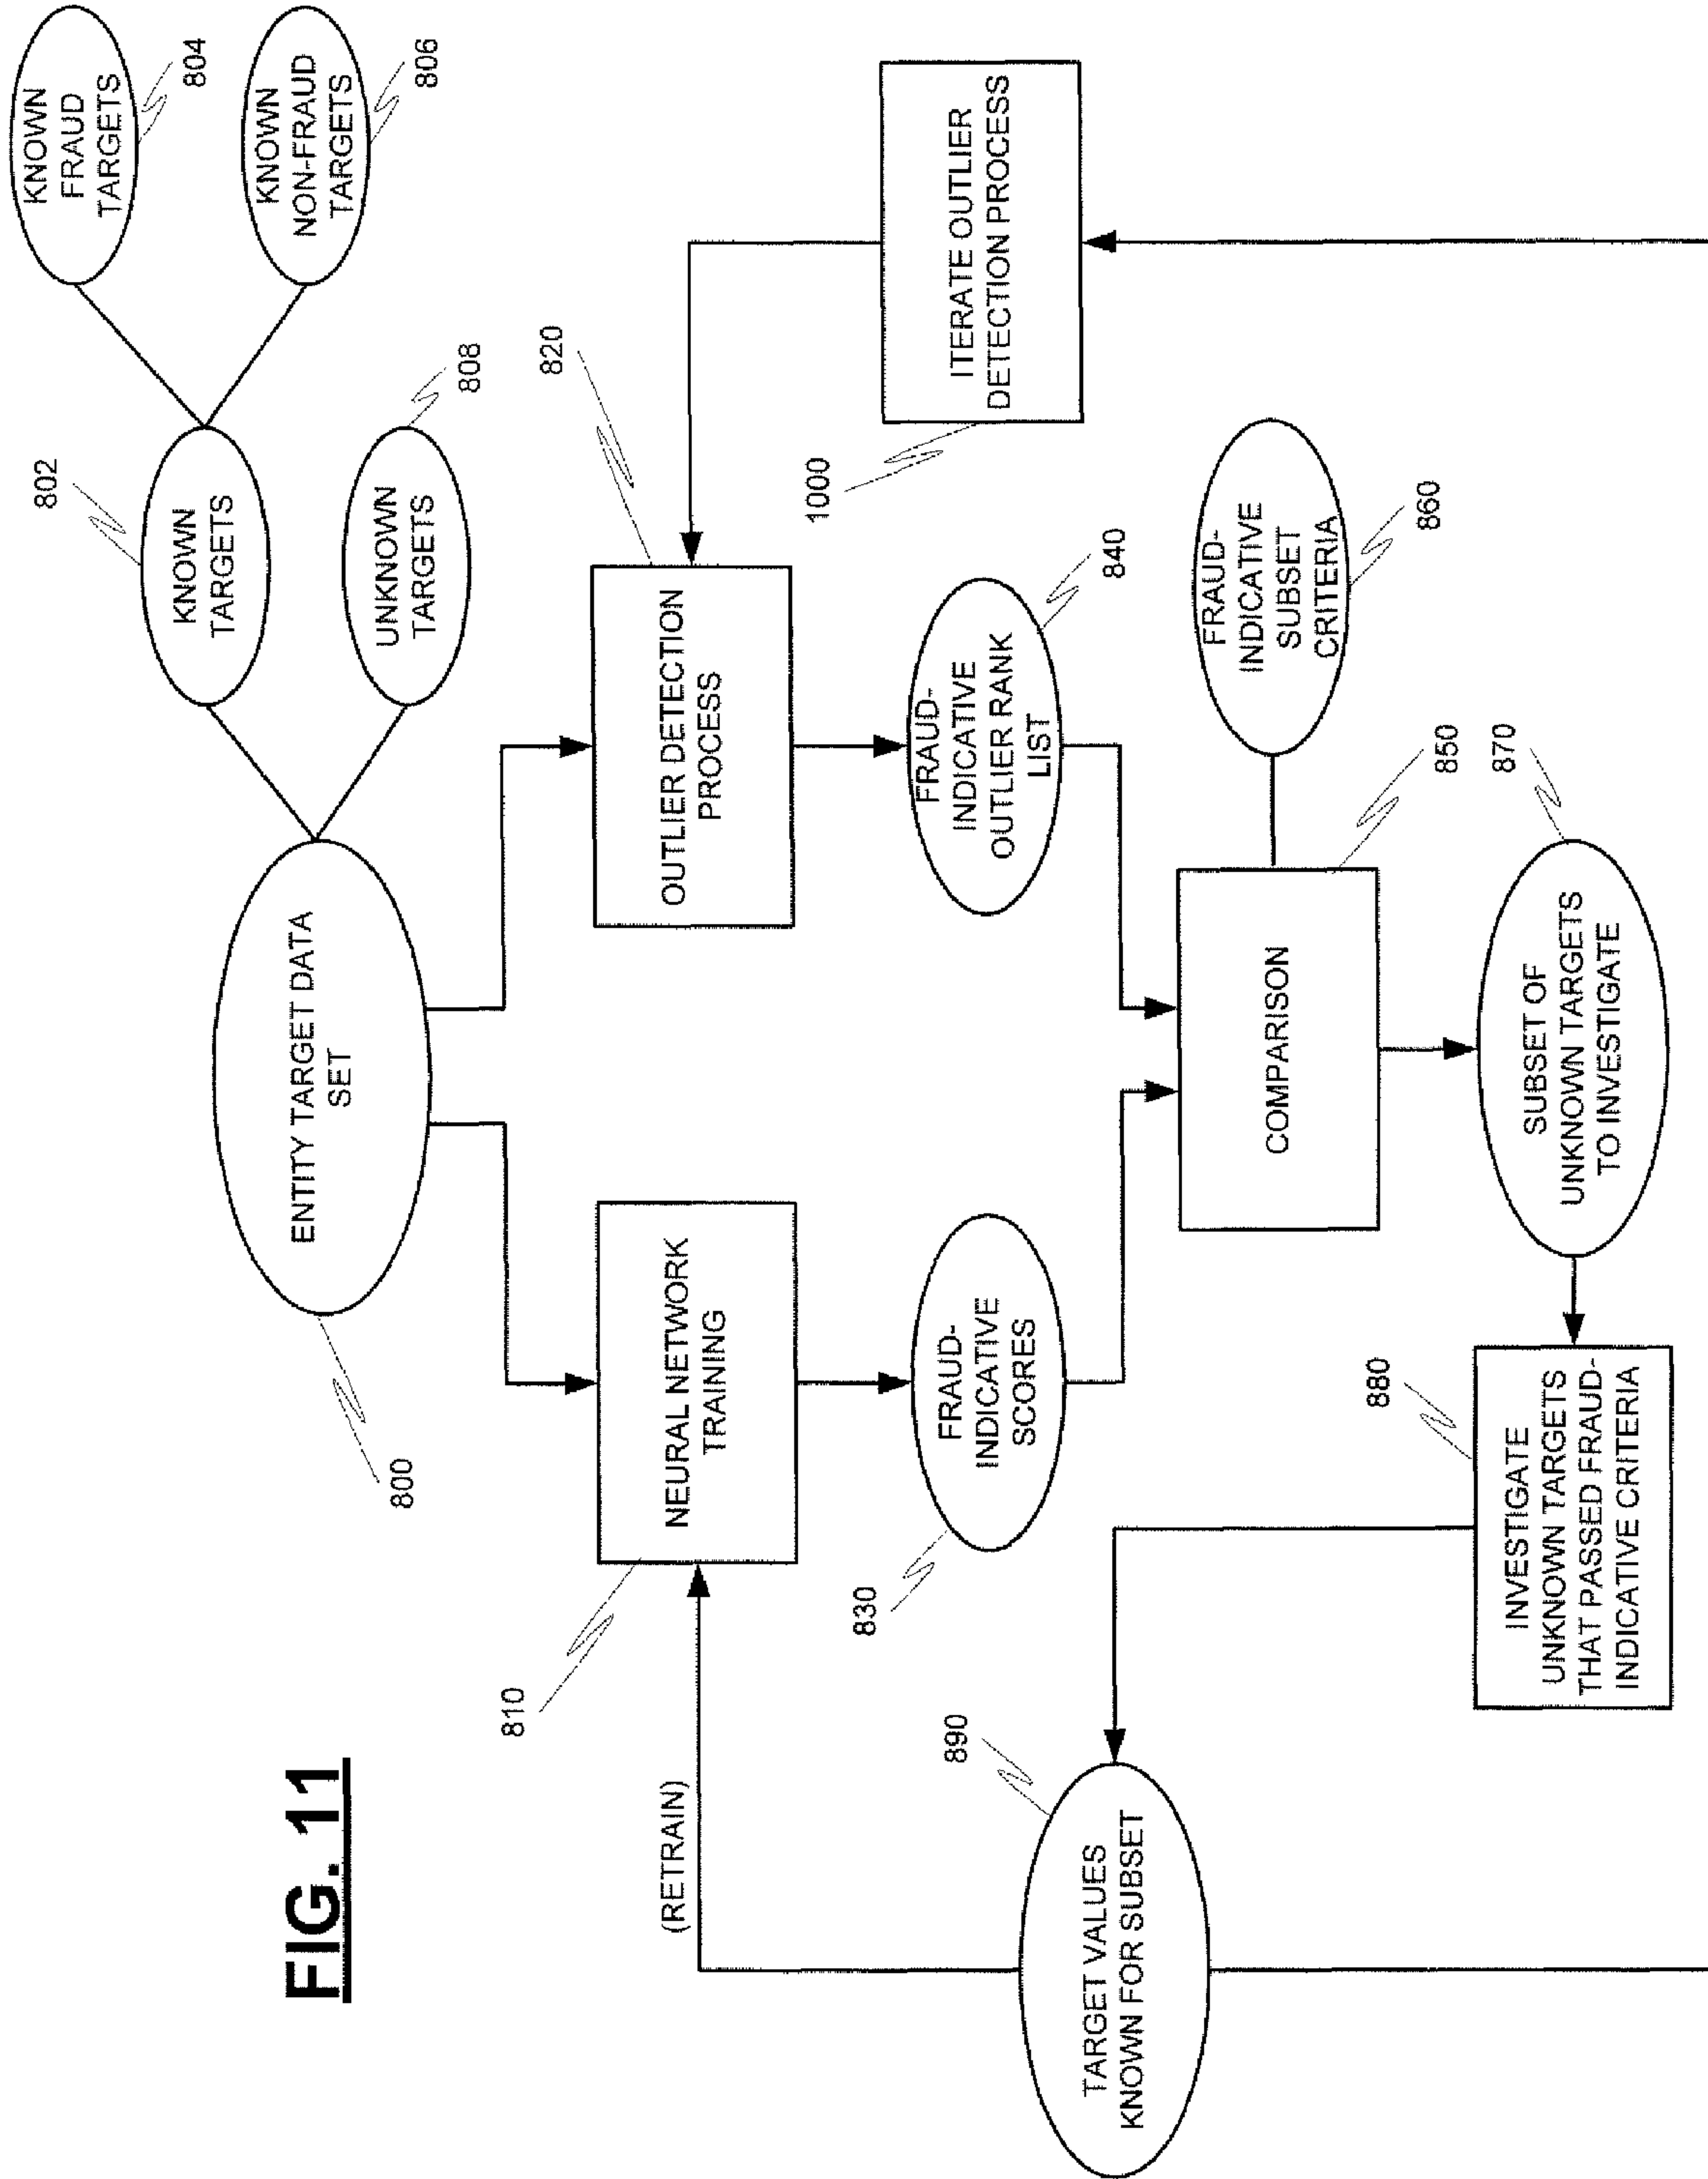 FIG. 11
KNOWN
FRAUD
TARGETS
804
KNOWN
NON-FRAUD
TARGETS
806
802
KNOWN
TARGETS
UNKNOWN
TARGETS
808
ENTITY TARGET DATA
SET
800
810
NEURAL NETWORK
TRAINING
OUTLIER DETECTION
PROCESS
820
(RETRAIN)
830
FRAUD-
INDICATIVE
SCORES
FRAUD-
INDICATIVE
OUTLIER RANK
LIST
840
1000
ITERATE OUTLIER
DETECTION PROCESS
890
TARGET VALUES
KNOWN FOR SUBSET
COMPARISON
850
FRAUD-
INDICATIVE
SUBSET
CRITERIA
860
880
INVESTIGATE
UNKNOWN TARGETS
THAT PASSED FRAUD-
INDICATIVE CRITERIA
SUBSET OF
UNKNOWN TARGETS
TO INVESTIGATE
870